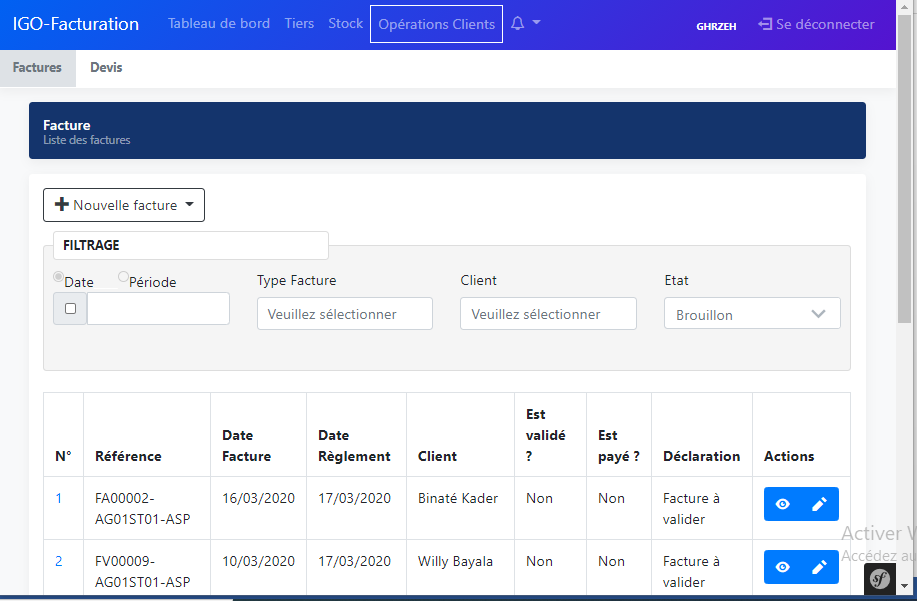 IGO-Facturation Tableau de bord Tiers Stock Opérations Clients GHRZEH Se déconnecter
Factures Devis
Facture
Liste des factures
Nouvelle facture
FILTRAGE
Date Période Type Facture Client Etat
Veuillez sélectionner Veuillez sélectionner Brouillon
N° Référence Date Facture Date Règlement Client Est validé ? Est payé ? Déclaration Actions
1 FA00002-AG01ST01-ASP 16/03/2020 17/03/2020 Binaté Kader Non Non Facture à valider
2 FV00009-AG01ST01-ASP 10/03/2020 17/03/2020 Willy Bayala Non Non Facture à valider
Activer W
Accédez au
sf